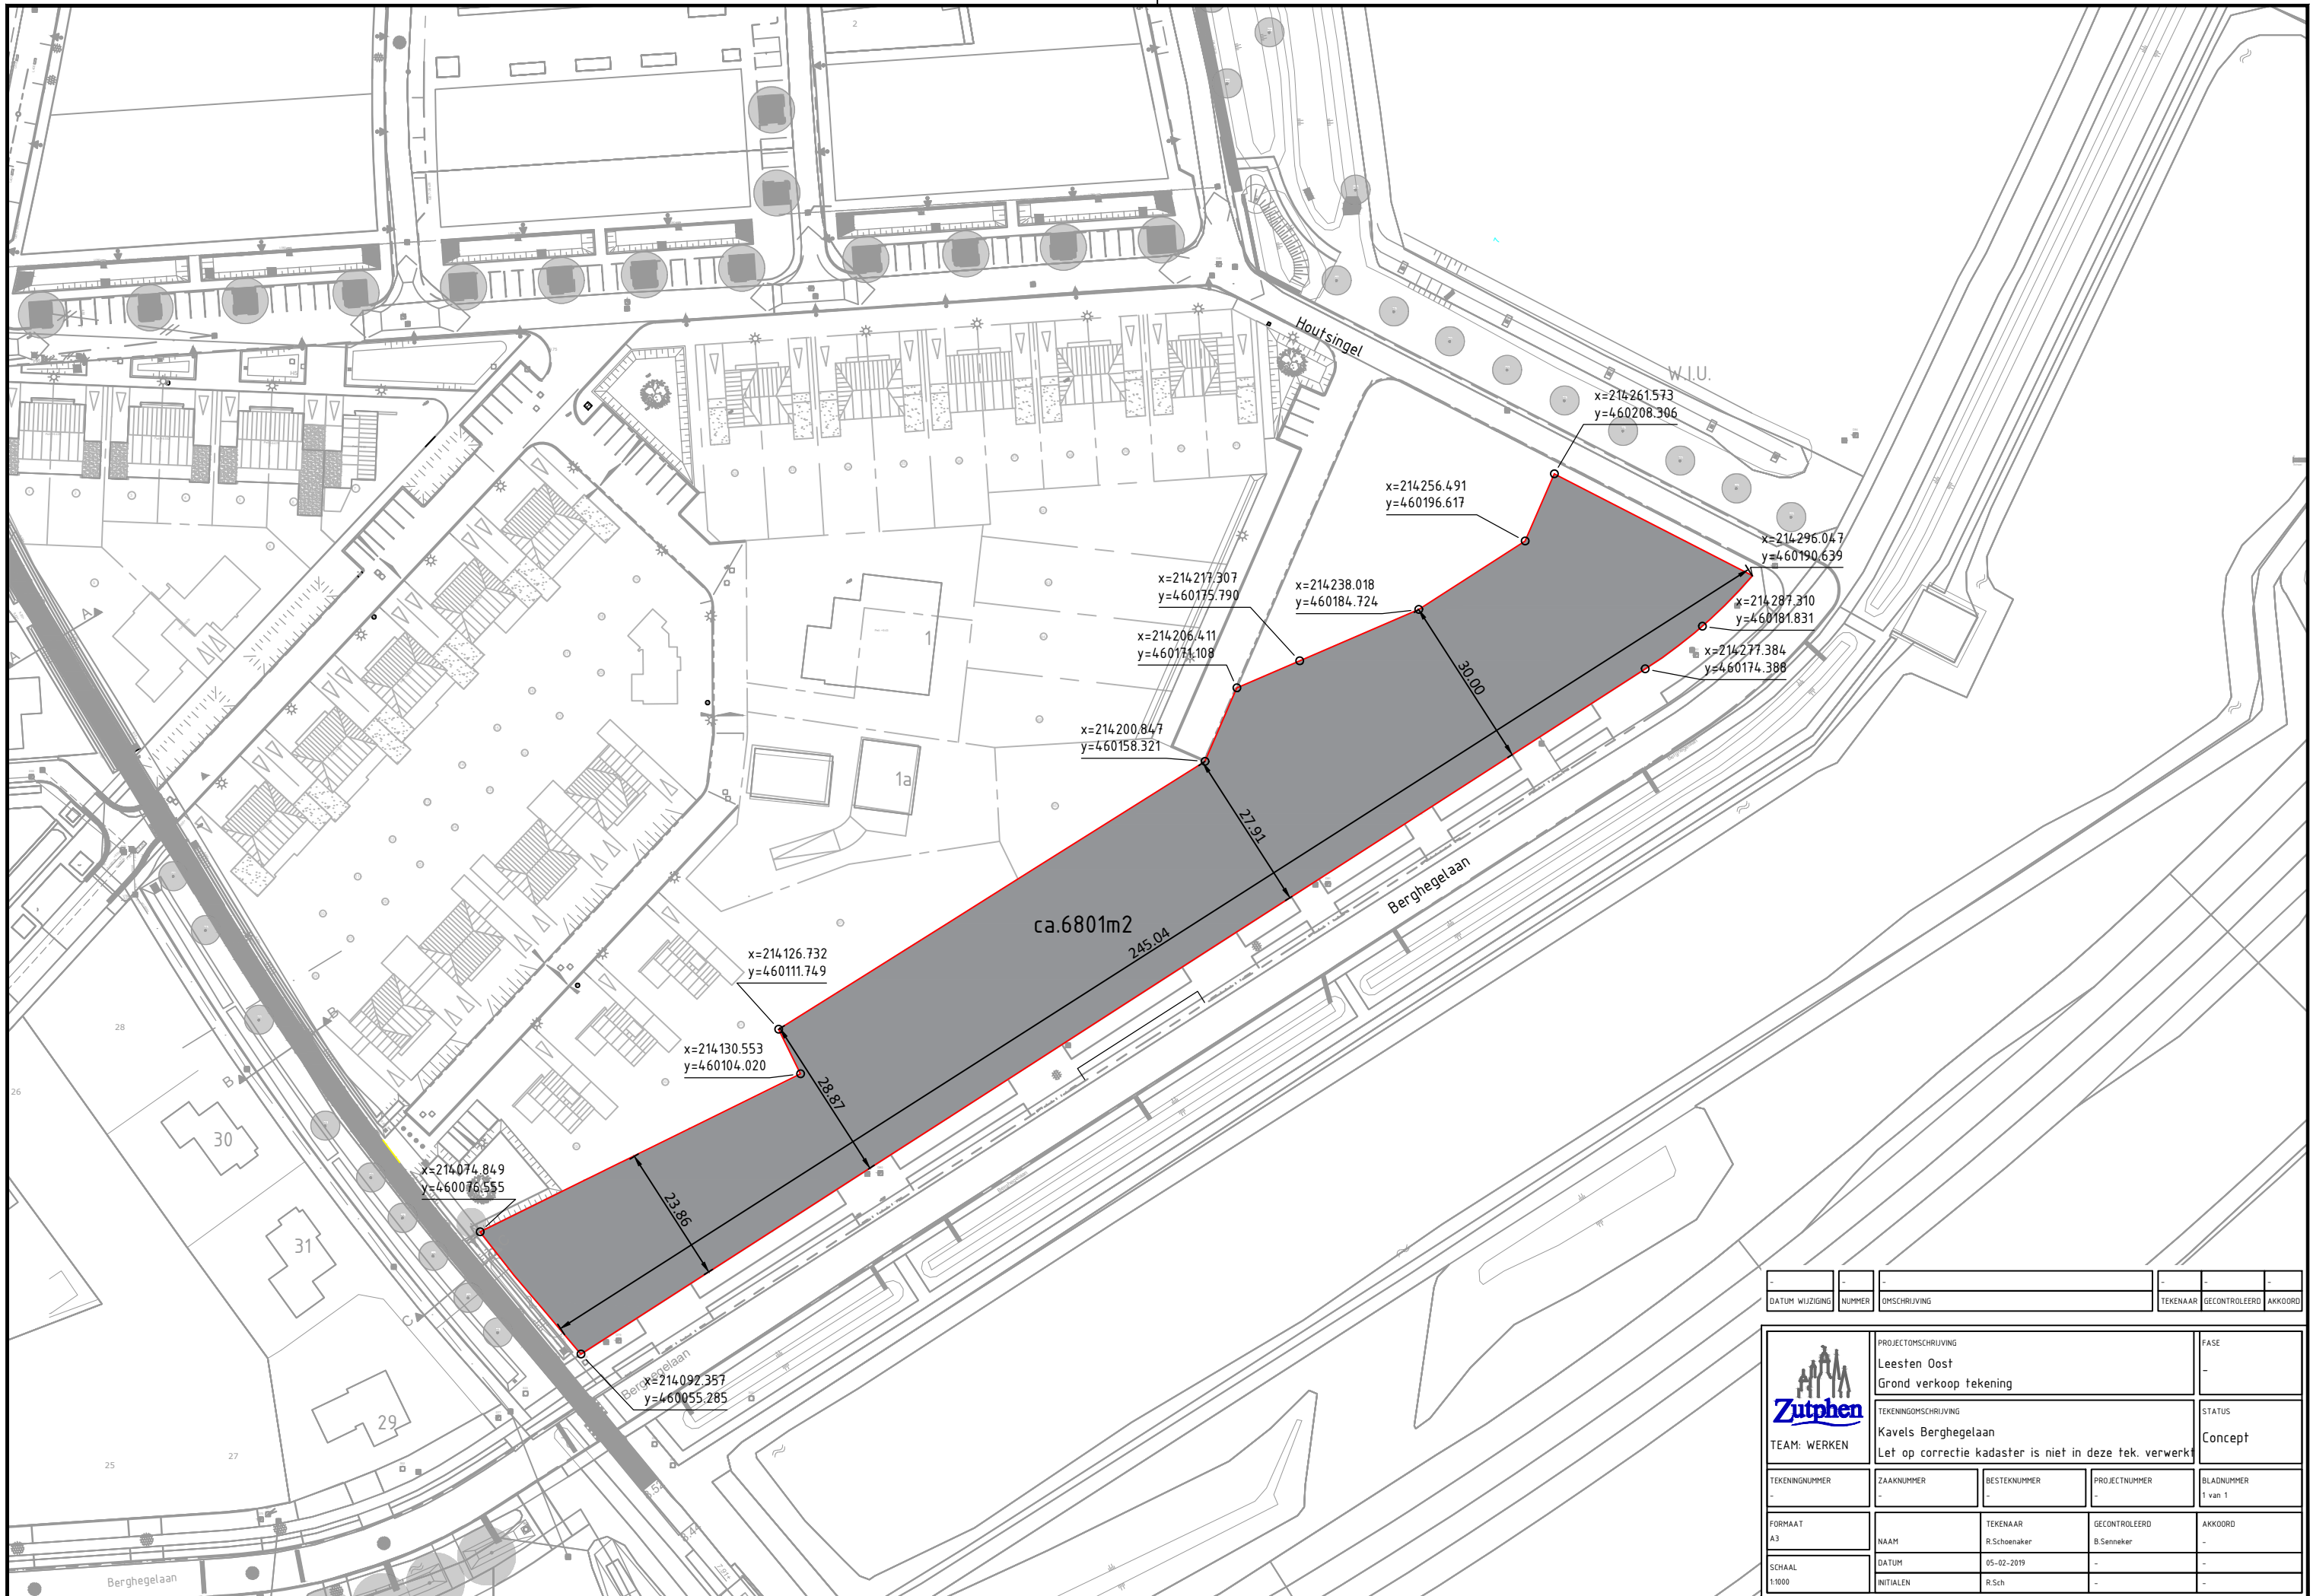 2
Houtsingel
W.I.U.
x=214261.573
y=460208.306
x=214256.491
y=460196.617
x=214296.047
y=460190.639
x=214217.307
y=460175.790
x=214238.018
y=460184.724
x=214287.310
y=460181.831
x=214206.411
y=460171.108
x=214277.384
y=460174.388
30.00
x=214200.847
y=460158.321
1
1a
27.91
Berghegelaan
ca.6801m2
245.04
x=214126.732
y=460111.749
x=214130.553
y=460104.020
28.87
x=214074.849
y=460076.555
23.86
x=214092.357
y=460055.285
Berghegelaan
A
A
B
B
C
28
26
30
31
29
27
25
Berghegelaan
DATUM WIJZIGING
NUMMER
OMSCHRIJVING
TEKENAAR
GECONTROLEERD
AKKOORD
Zutphen
TEAM: WERKEN
PROJECTOMSCHRIJVING
Leesten Oost
Grond verkoop tekening
FASE
-
TEKENINGOMSCHRIJVING
Kavels Berghegelaan
Let op correctie kadaster is niet in deze tek. verwerkt
STATUS
Concept
TEKENINGNUMMER
-
ZAAKNUMMER
-
BESTEKNUMMER
-
PROJECTNUMMER
-
BLADNUMMER
1 van 1
FORMAAT
A3
SCHAAL
1:1000
TEKENAAR
GECONTROLEERD
AKKOORD
NAAM
R.Schoenaker
B.Senneker
-
DATUM
05-02-2019
-
-
INITIALEN
R.Sch
-
-